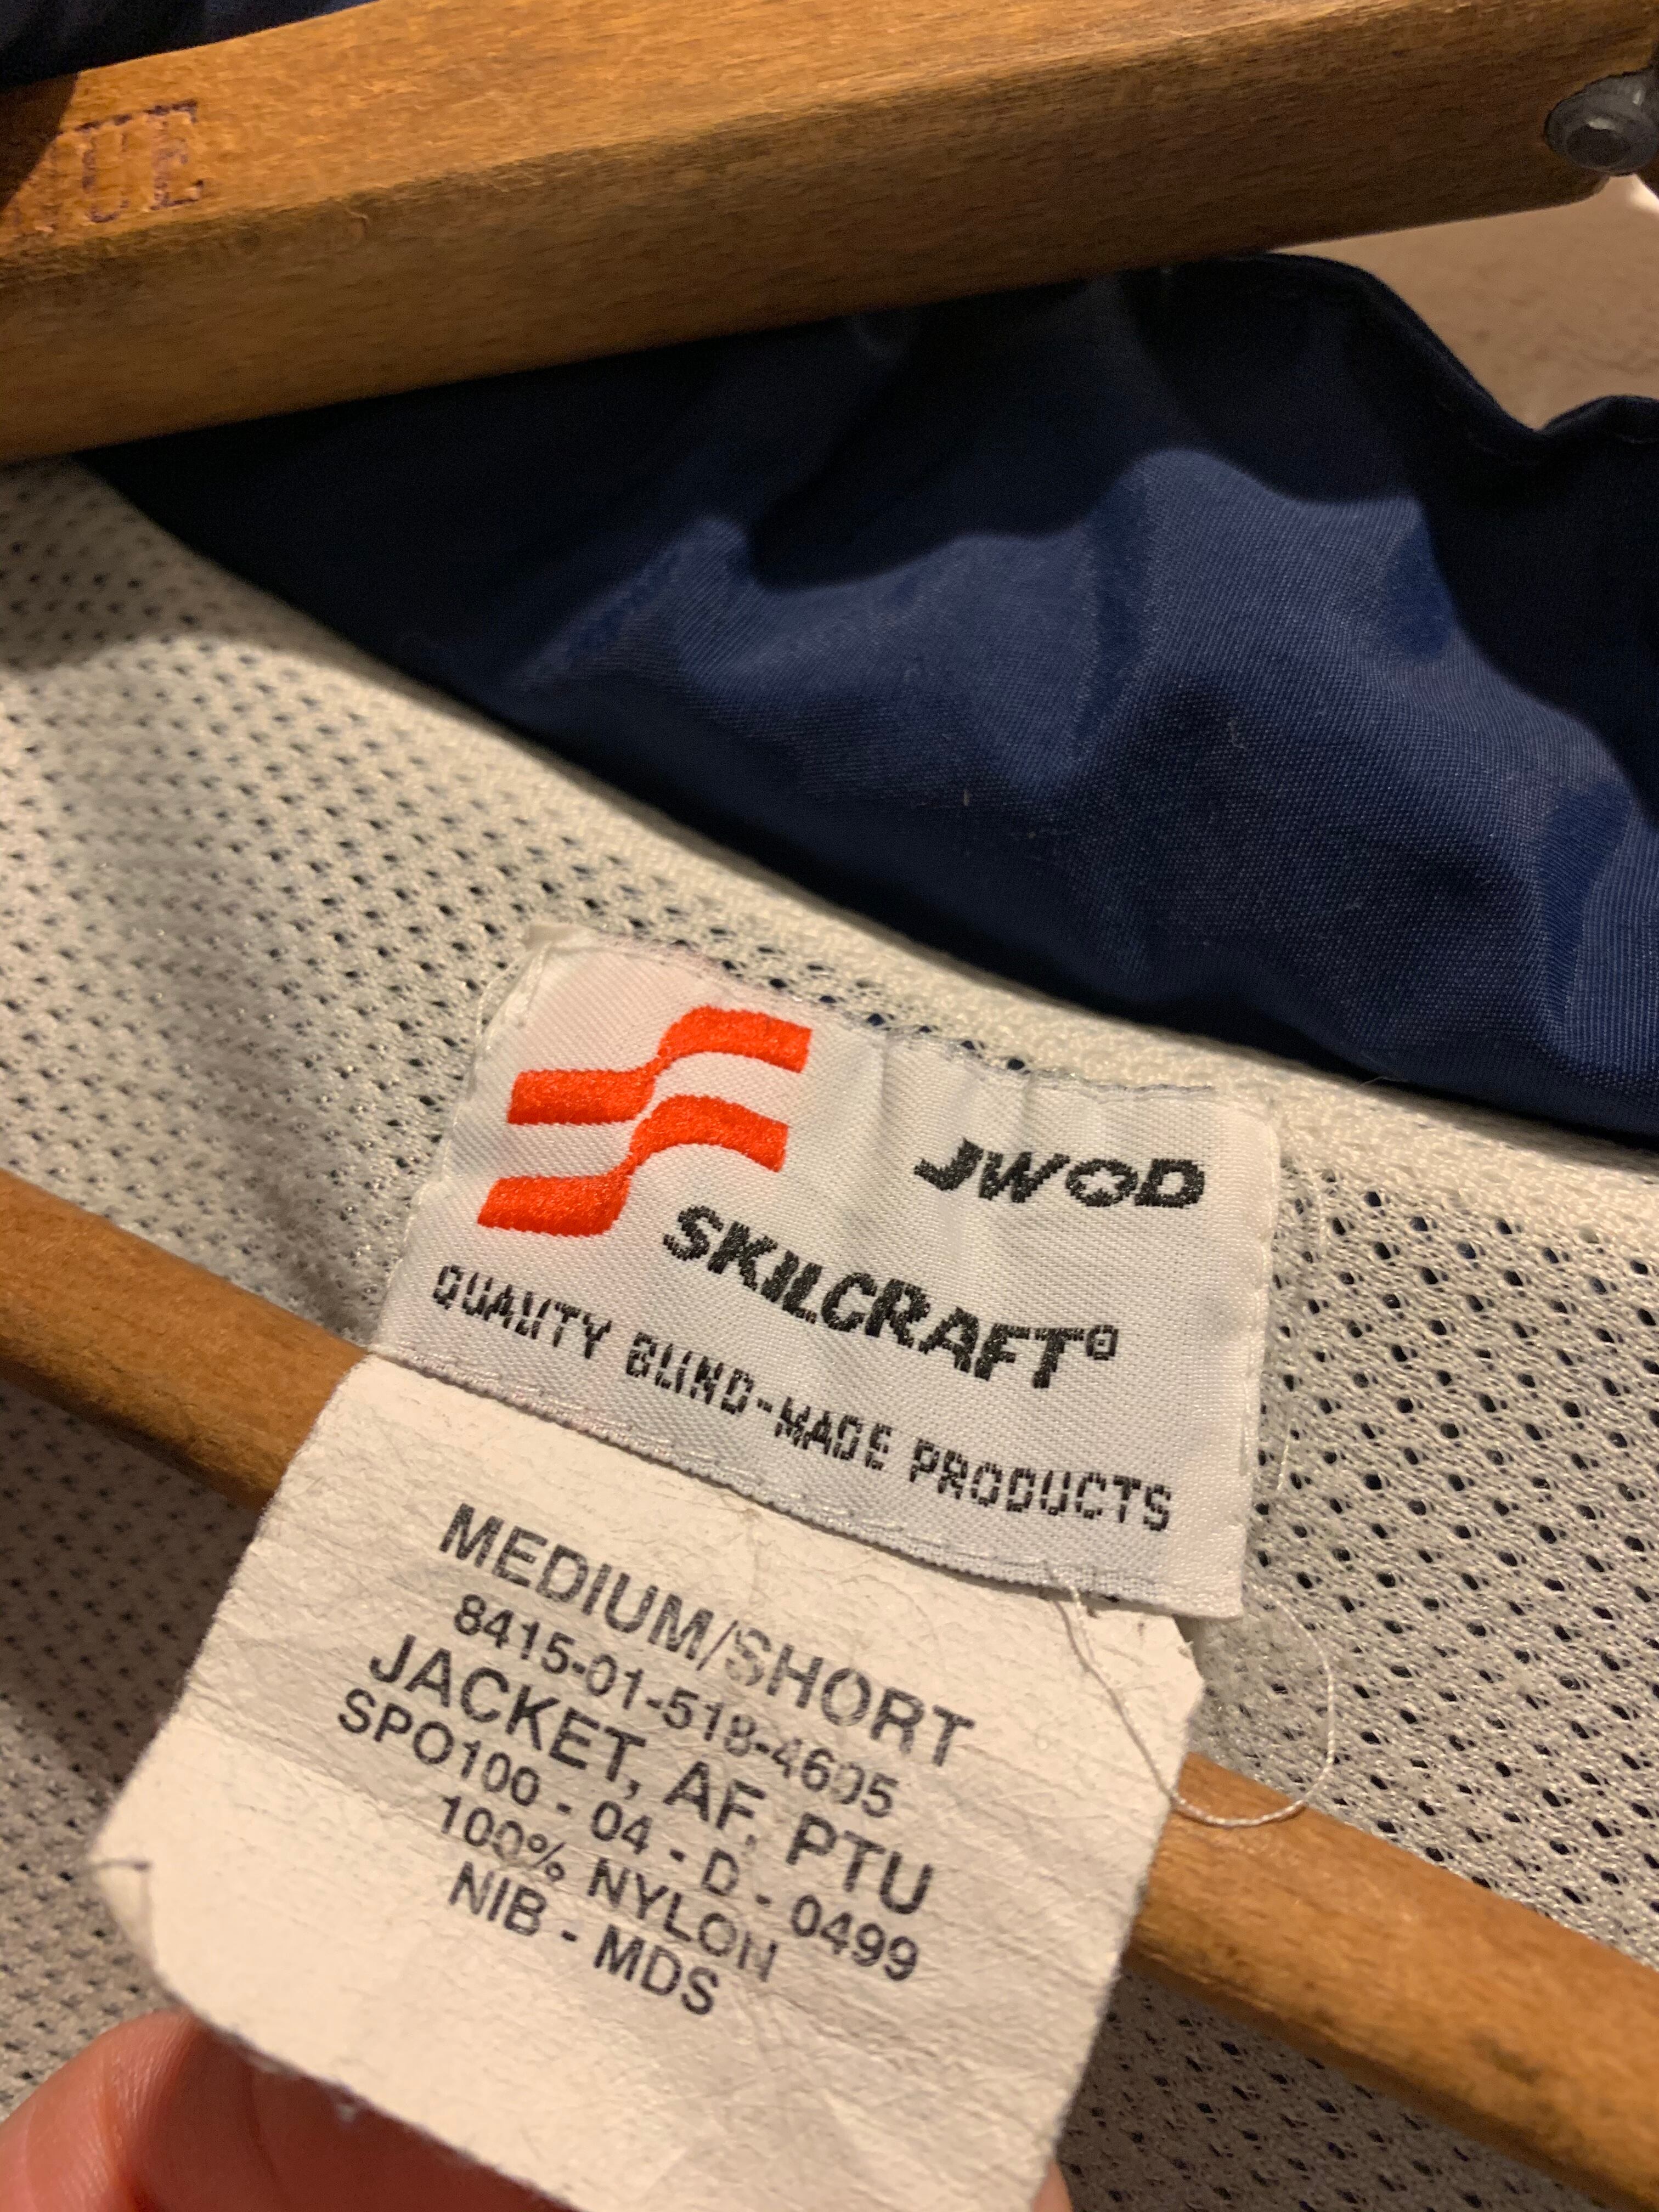 JWOD
SKILCRAFT®
QUALITY BLIND-MADE PRODUCTS
MEDIUM/SHORT
8415-01-518-4605
JACKET, AF, PTU
SPO100 - 04 - D - 0499
100% NYLON
NIB - MDS